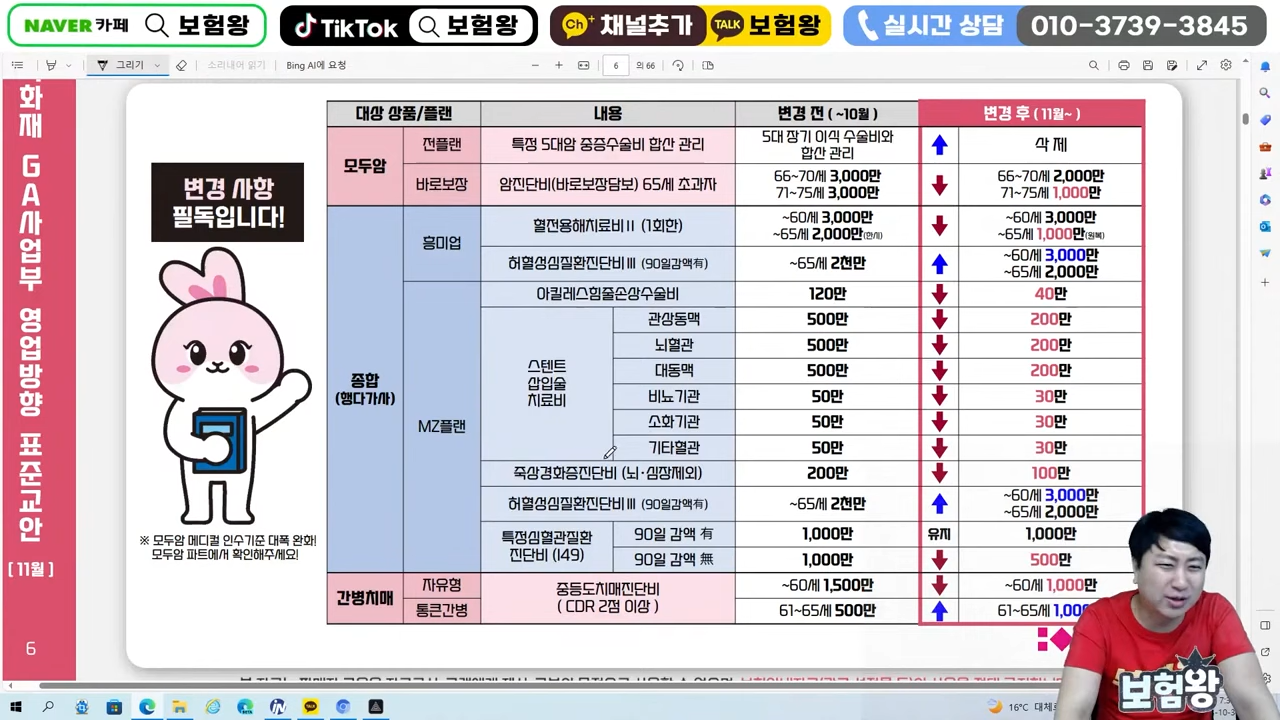 NAVER 카페 보험왕
TikTok 보험왕
Ch+ 채널추가 TALK 보험왕
실시간 상담 010-3739-3845
그리기 소리내어 읽기 Bing AI에 요청
6 의 66
화재 GA사업부 영업방향 표준교안
[ 11월 ]
6
변경 사항
필독입니다!
※ 모두암 메디컬 인수기준 대폭 완화!
모두암 파트에서 확인해주세요!
대상 상품/플랜 내용 변경 전 ( ~10월 ) 변경 후 ( 11월~ )
모두암
전플랜 특정 5대암 중증수술비 합산 관리 5대 장기 이식 수술비와
합산 관리 삭 제
바로보장 암진단비(바로보장담보) 65세 초과자
66~70세 3,000만 66~70세 2,000만
71~75세 3,000만 71~75세 1,000만
종합
(행다가사)
흥미업
혈전용해치료비Ⅱ (1회한)
~60세 3,000만 ~60세 3,000만
~65세 2,000만(한시) ~65세 1,000만(원복)
허혈성심질환진단비Ⅲ (90일감액有) ~65세 2천만 ~60세 3,000만
~65세 2,000만
MZ플랜
아킬레스힘줄손상수술비 120만 40만
스텐트
삽입술
치료비
관상동맥 500만 200만
뇌혈관 500만 200만
대동맥 500만 200만
비뇨기관 50만 30만
소화기관 50만 30만
기타혈관 50만 30만
죽상경화증진단비 (뇌·심장제외) 200만 100만
허혈성심질환진단비Ⅲ (90일감액有) ~65세 2천만 ~60세 3,000만
~65세 2,000만
특정심혈관질환
진단비 (I49)
90일 감액 有 1,000만 유지 1,000만
90일 감액 無 1,000만 500만
간병치매
자유형 중등도치매진단비
( CDR 2점 이상 )
~60세 1,500만 ~60세 1,000만
통큰간병 61~65세 500만 61~65세 1,00
보험왕
16°C 대체로